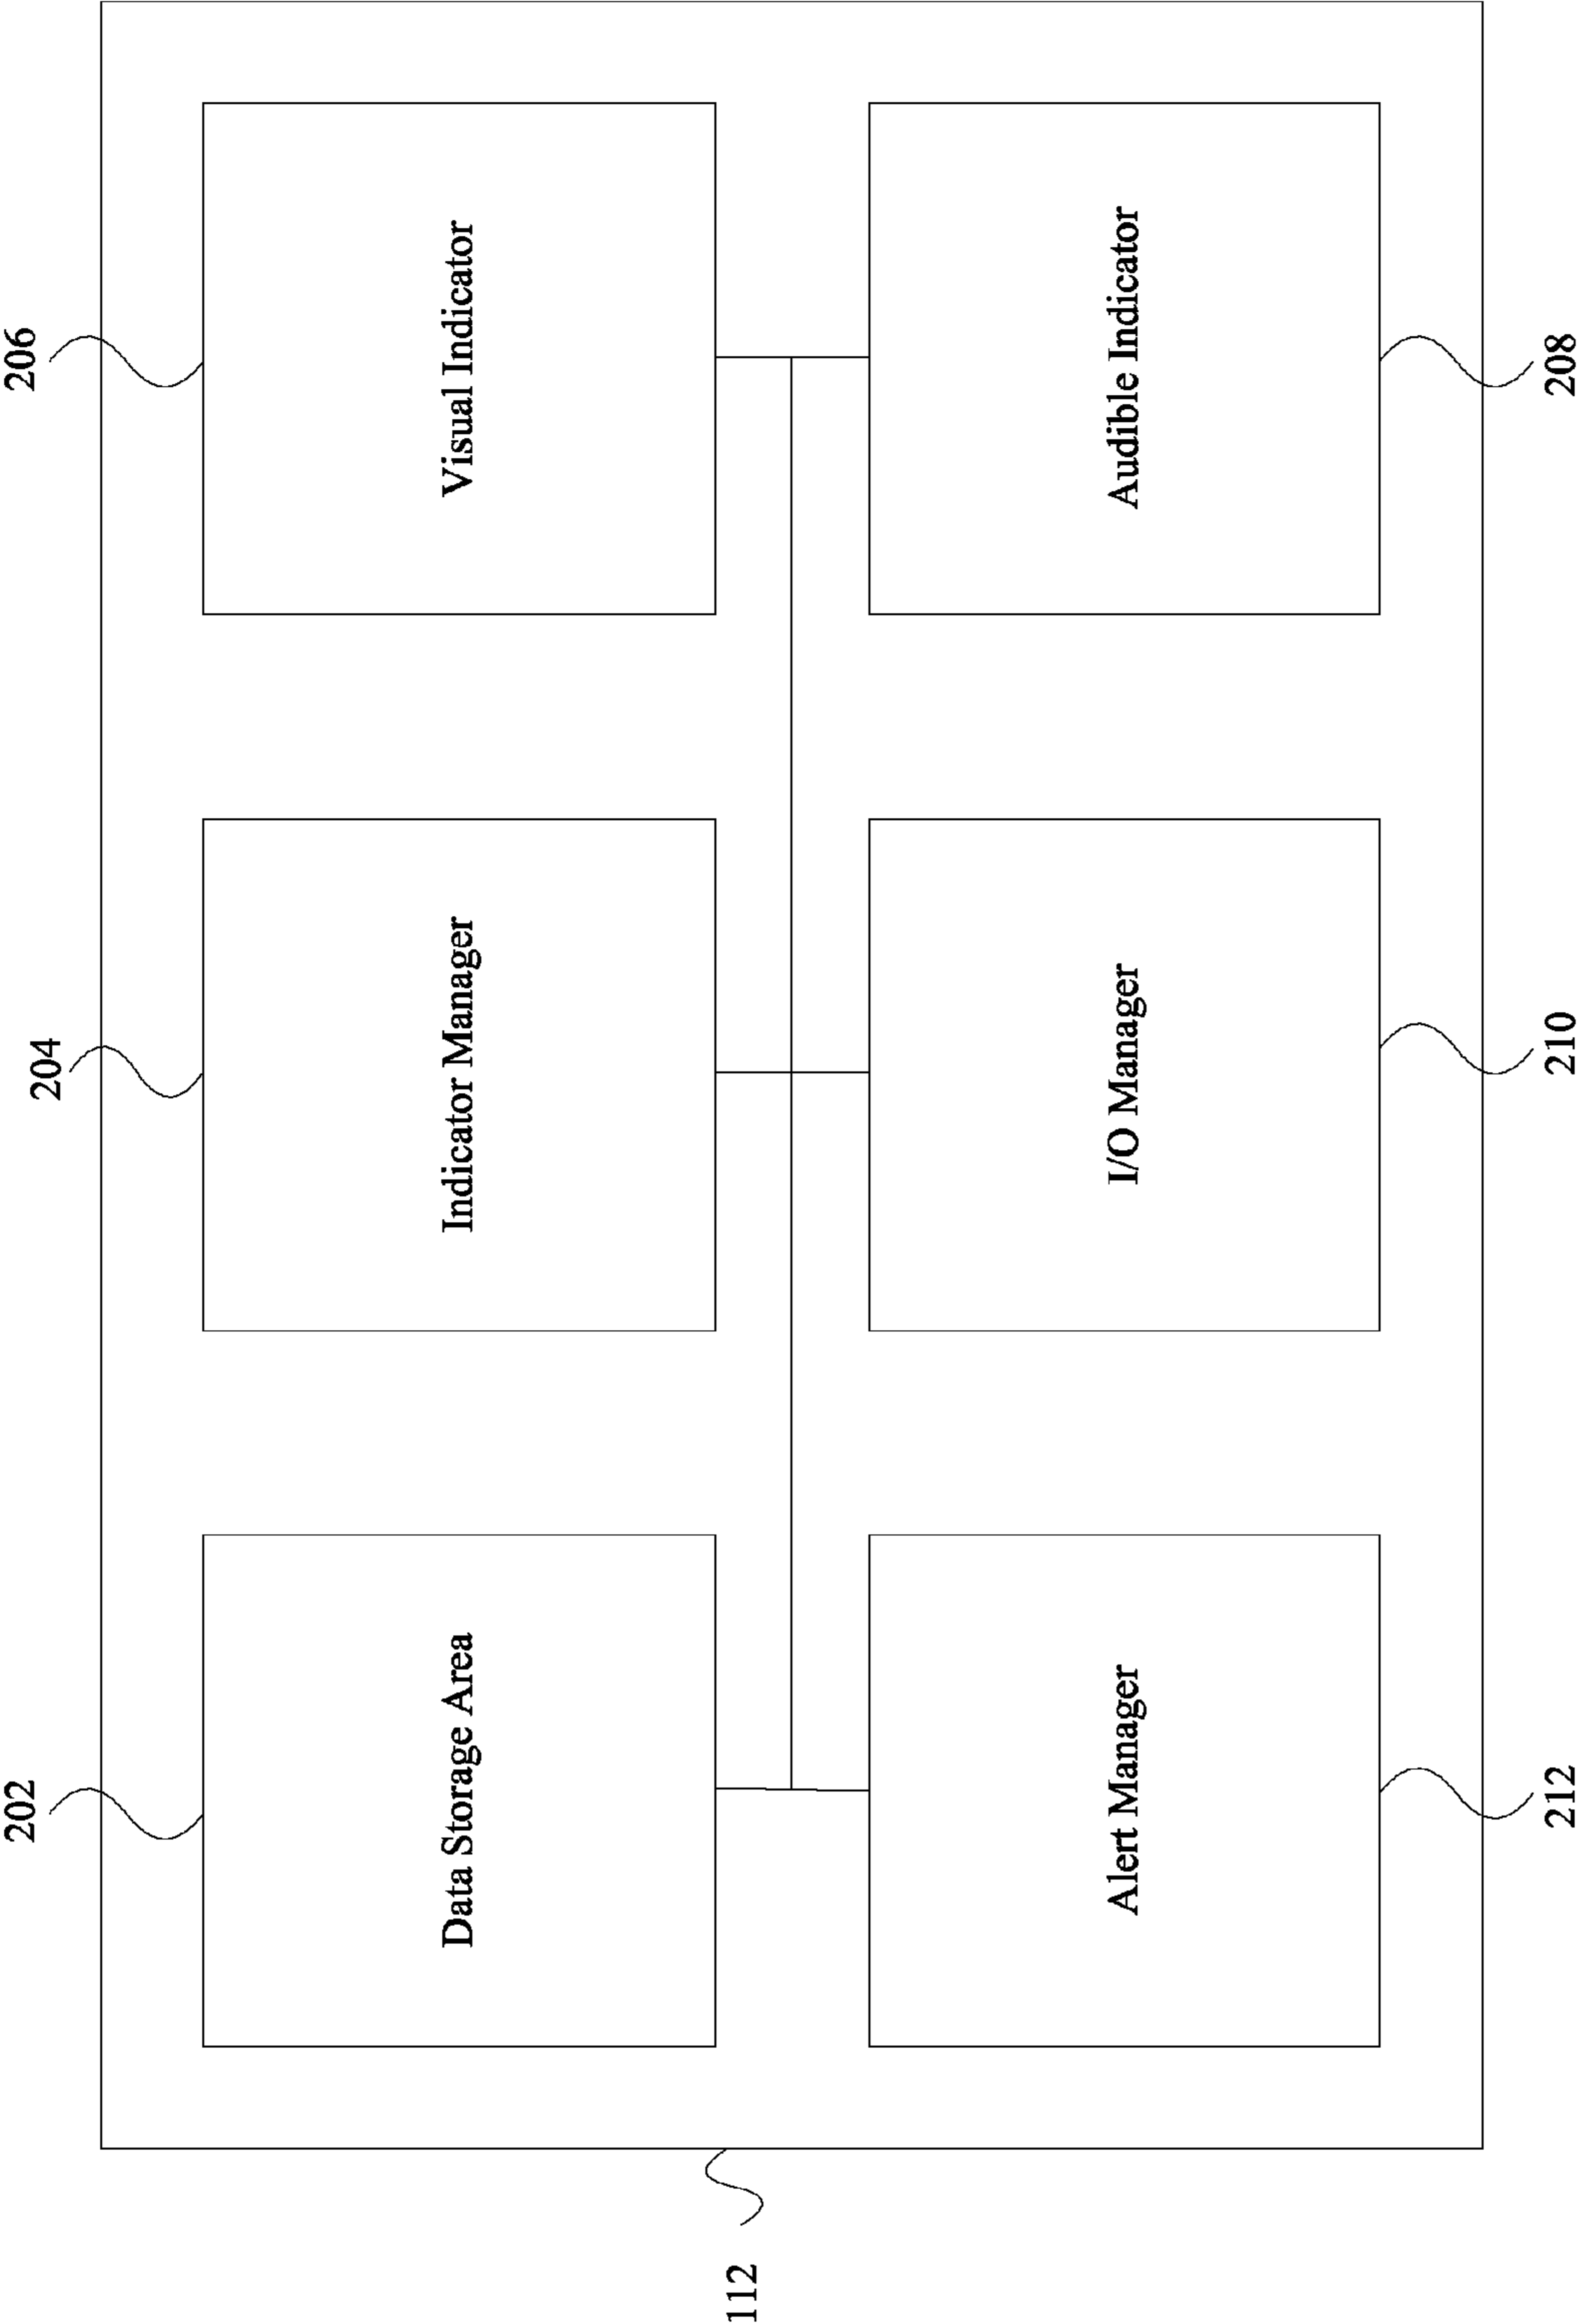 202
204
206
Data Storage Area
Indicator Manager
Visual Indicator
112
Alert Manager
I/O Manager
Audible Indicator
212
210
208